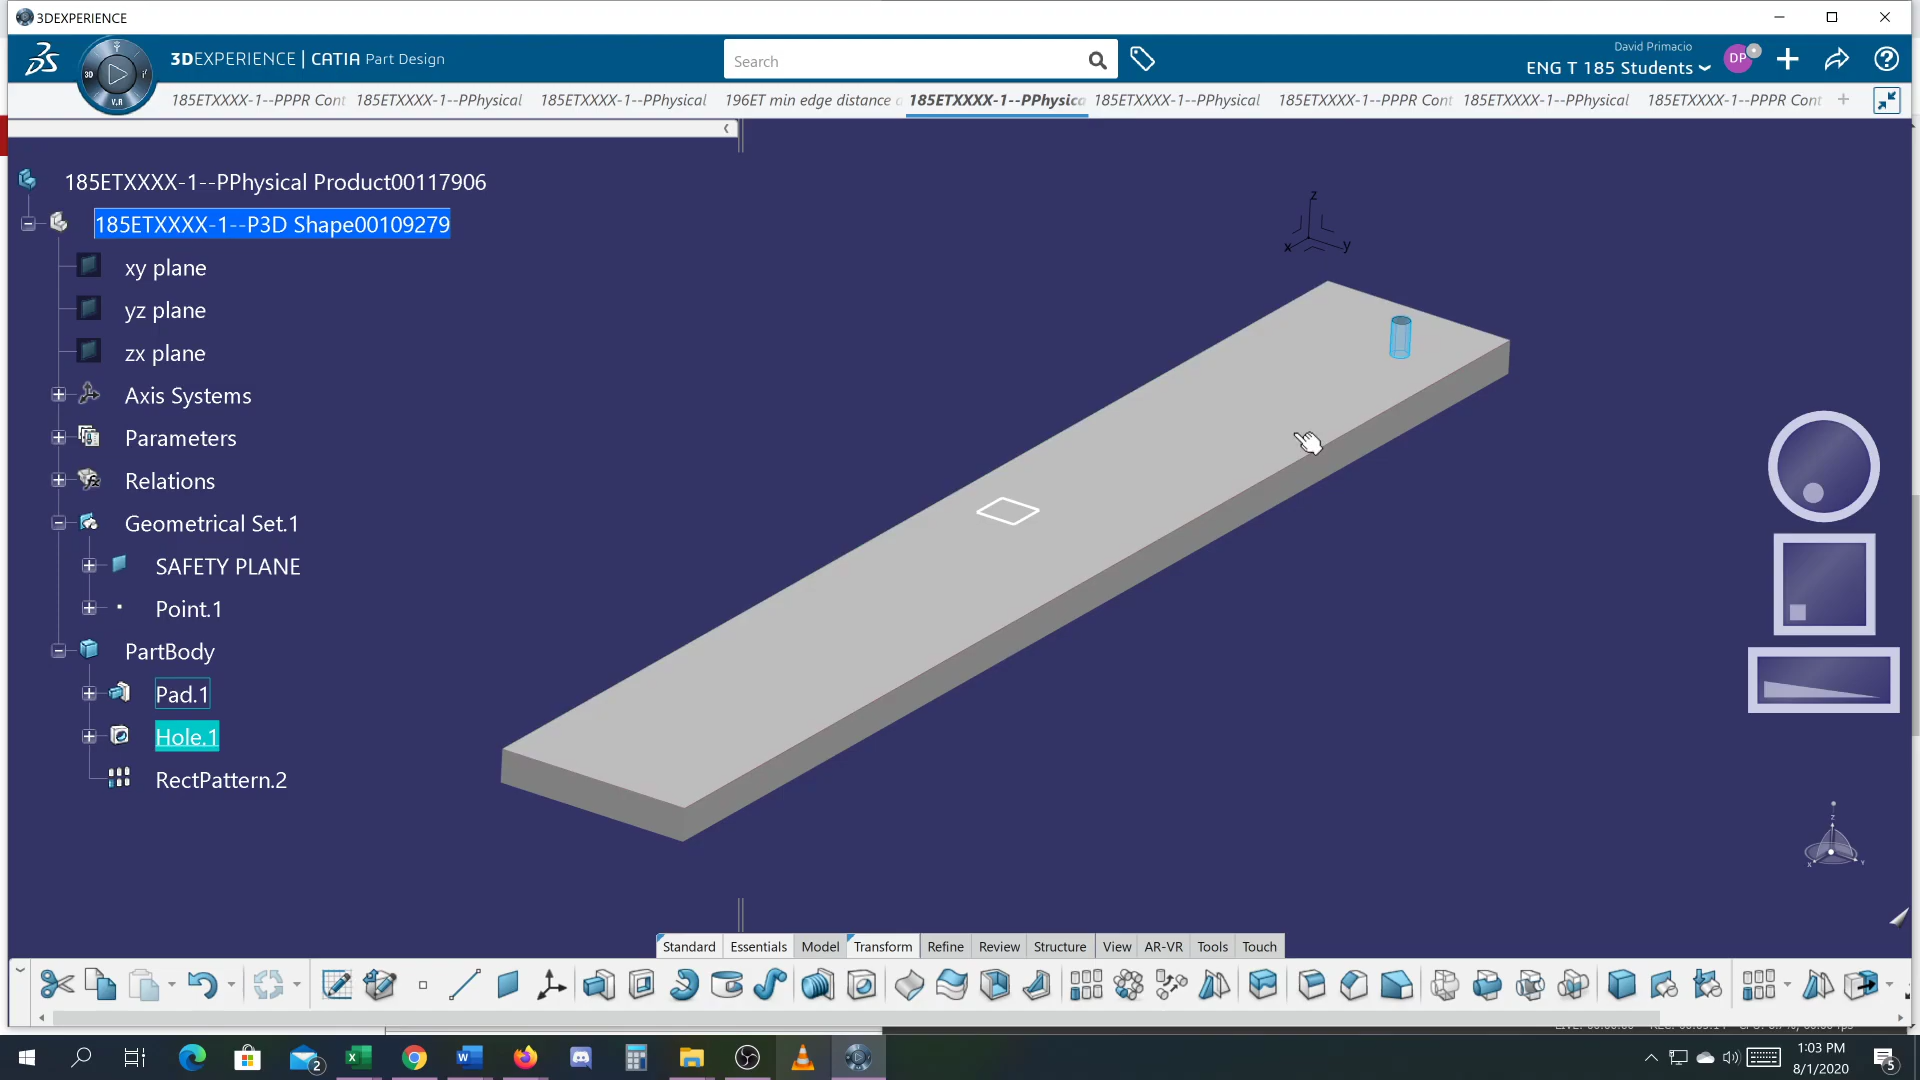 3DEXPERIENCE
3DEXPERIENCE | CATIA Part Design
3D
V.R
Search
David Primacio
ENG T 185 Students
DP
185ETXXXX-1--PPPR Cont
185ETXXXX-1--PPhysical
185ETXXXX-1--PPhysical
196ET min edge distance
185ETXXXX-1--PPhysica
185ETXXXX-1--PPhysical
185ETXXXX-1--PPPR Cont
185ETXXXX-1--PPhysical
185ETXXXX-1--PPPR Cont
185ETXXXX-1--PPhysical Product00117906
185ETXXXX-1--P3D Shape00109279
xy plane
yz plane
zx plane
Axis Systems
Parameters
Relations
Geometrical Set.1
SAFETY PLANE
Point.1
PartBody
Pad.1
Hole.1
RectPattern.2
z
x
y
Standard
Essentials
Model
Transform
Refine
Review
Structure
View
AR-VR
Tools
Touch
2
1:03 PM
8/1/2020
5